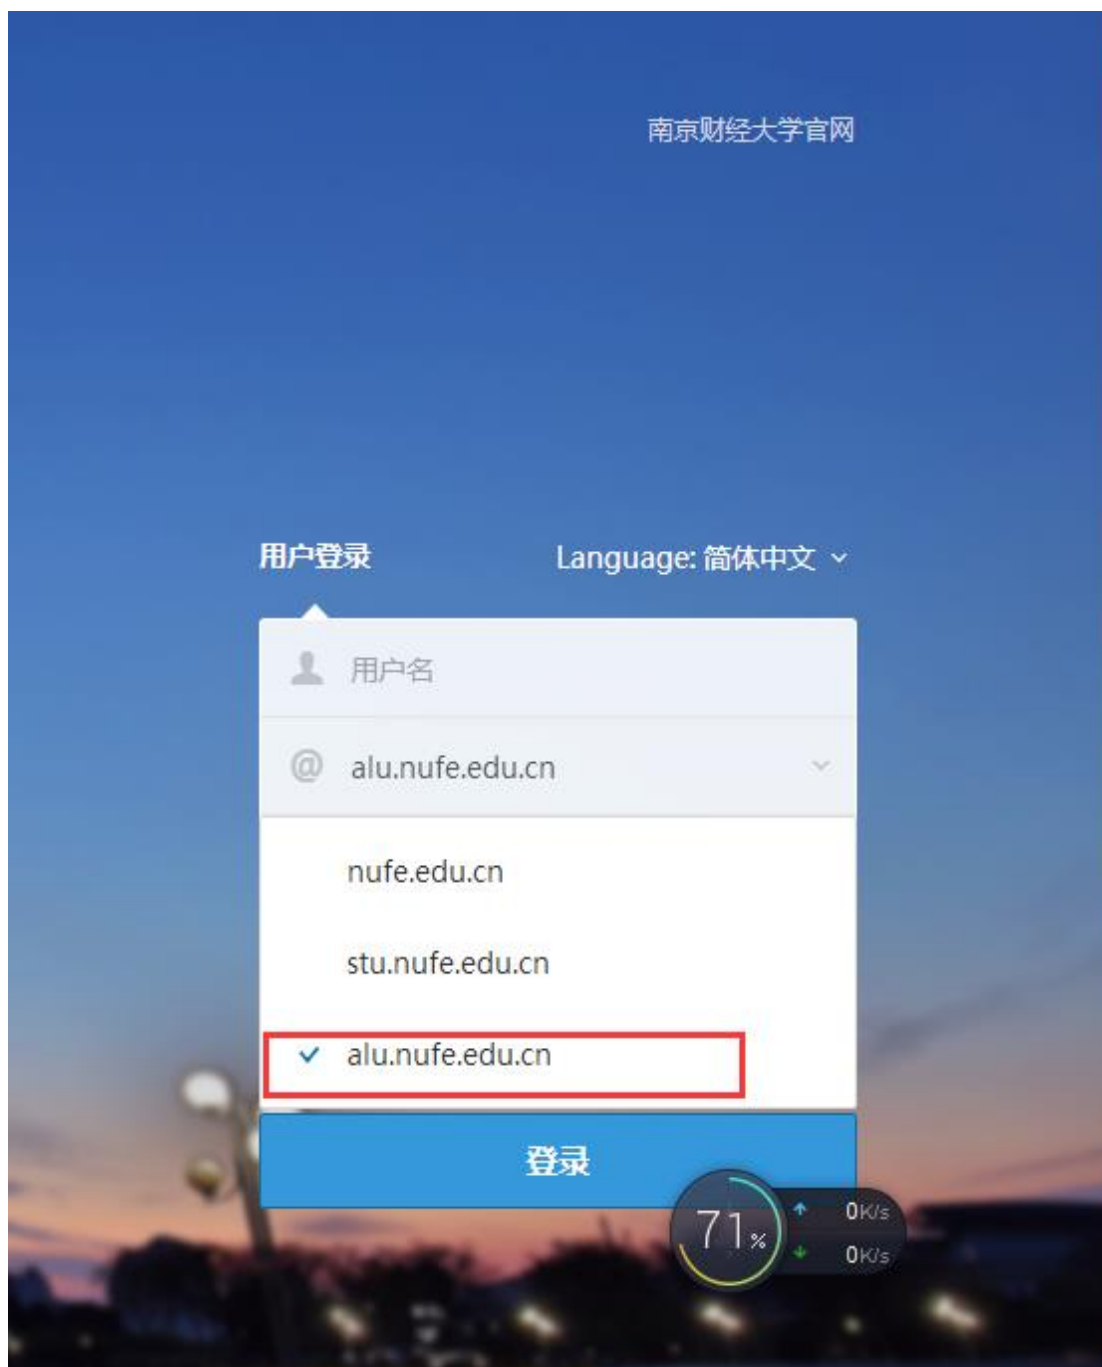 南京财经大学官网
用户登录 Language: 简体中文
用户名
@ alu.nufe.edu.cn
nufe.edu.cn
stu.nufe.edu.cn
alu.nufe.edu.cn
登录
71%
0K/s
0K/s